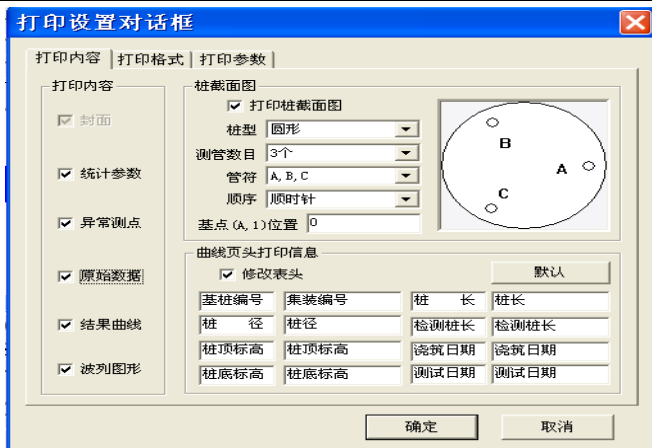 打印设置对话框
打印内容 打印格式 打印参数
打印内容
封面
统计参数
异常测点
原始数据
结果曲线
波列图形
桩截面图
打印桩截面图
桩型 圆形
测管数目 3个
管符 A,B,C
顺序 顺时针
基点(A,1)位置 0
B
A
C
曲线页头打印信息
修改表头 默认
基桩编号 集装编号 桩 长 桩长
桩 径 桩径 检测桩长 检测桩长
桩顶标高 桩顶标高 浇筑日期 浇筑日期
桩底标高 桩底标高 测试日期 测试日期
确定 取消